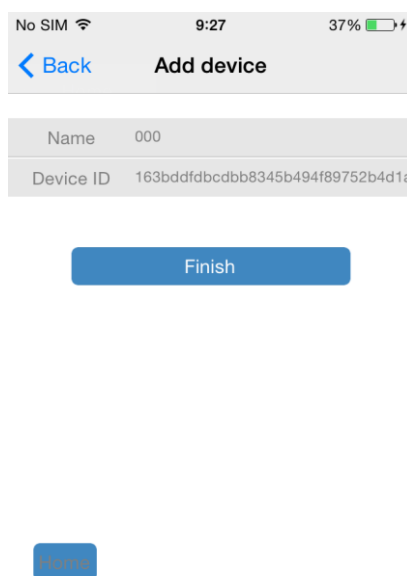 No SIM 9:27 37%
Back Add device
Name 000
Device ID 163bddfdbcdbb8345b494f89752b4d1a
Finish
Home